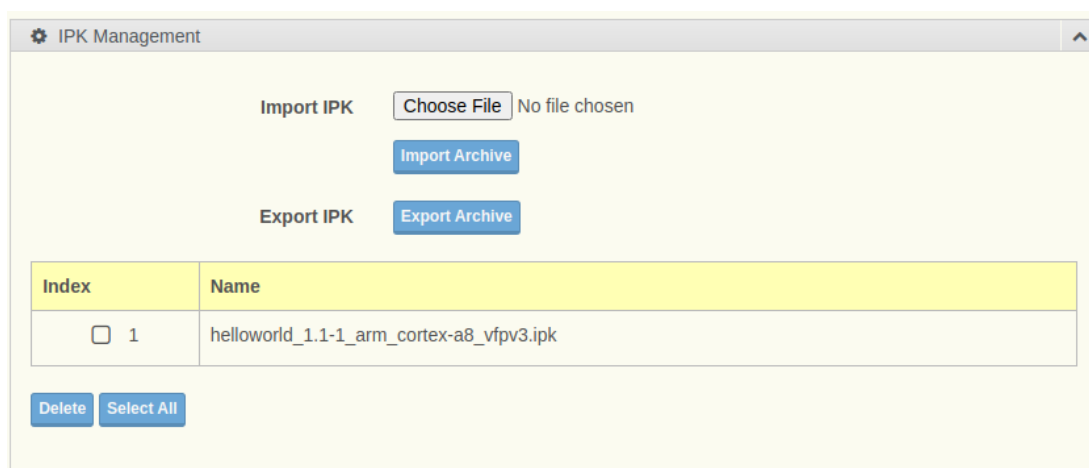 IPK Management
Import IPK Choose File No file chosen
Import Archive
Export IPK Export Archive
Index Name
1 helloworld_1.1-1_arm_cortex-a8_vfpv3.ipk
Delete Select All